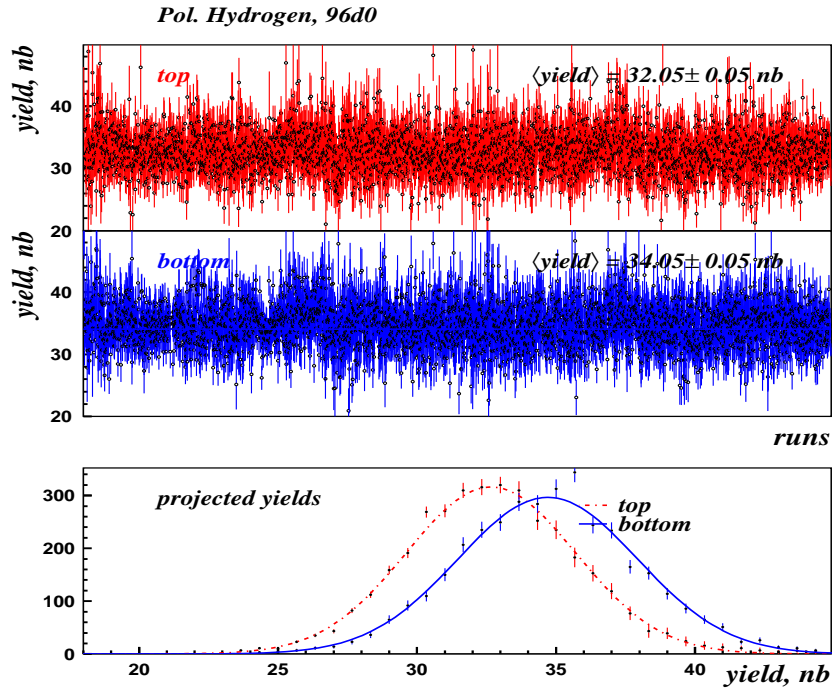 Pol. Hydrogen, 96d0
yield, nb
40
30
20
top
⟨yield⟩ = 32.05± 0.05 nb
yield, nb
40
30
20
bottom
⟨yield⟩ = 34.05± 0.05 nb
runs
300
200
100
0
projected yields
top
bottom
20 25 30 35 40
yield, nb